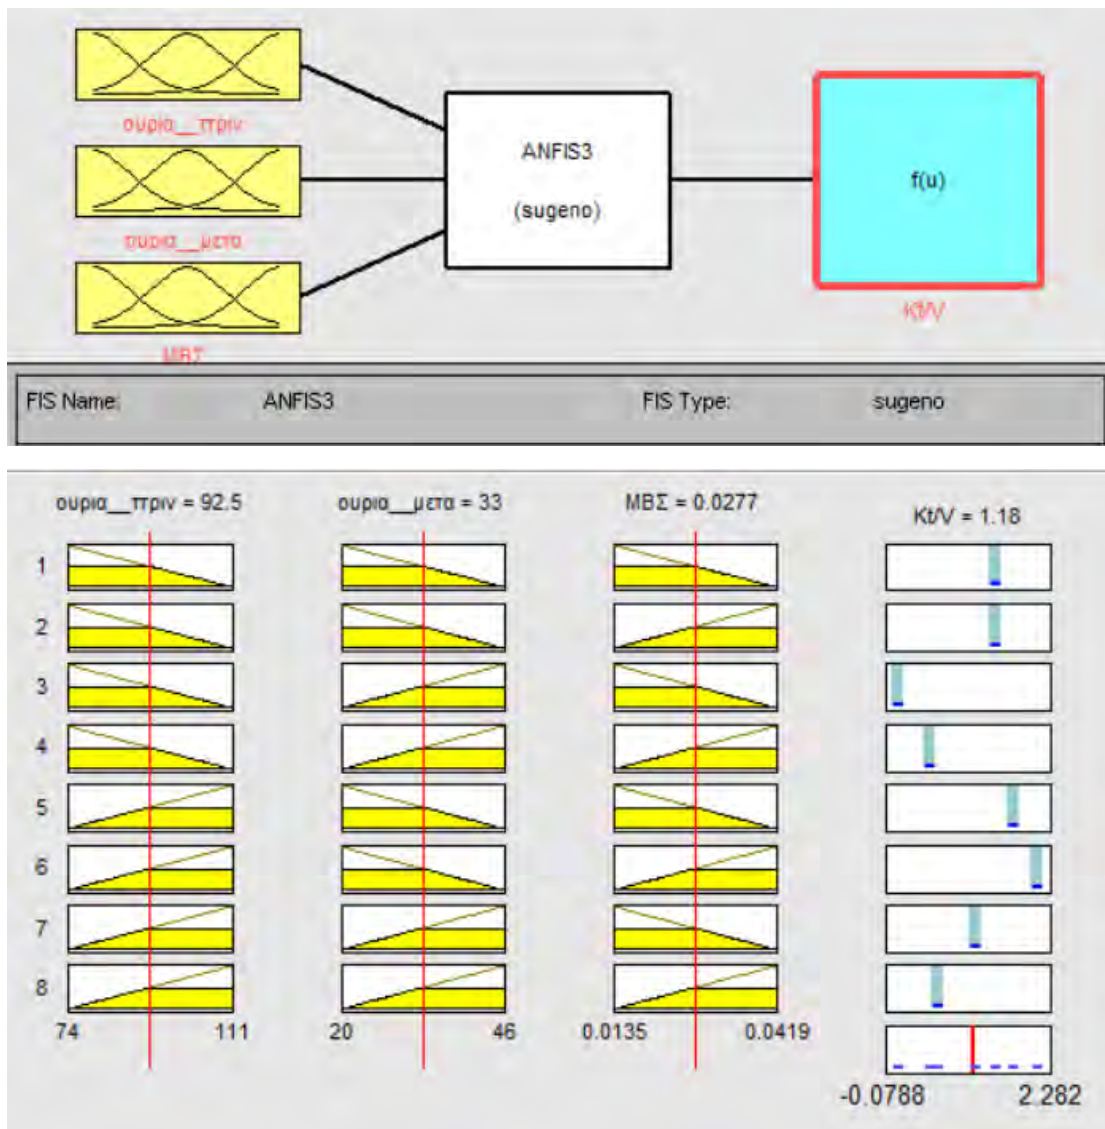 ουρια__πριν
ANFIS3
(sugeno)
f(u)
ουρια__μετα
ΜΒΣ
Kt/V
FIS Name: ANFIS3 FIS Type: sugeno
ουρια__πριν = 92.5 ουρια__μετα = 33 ΜΒΣ = 0.0277 Kt/V = 1.18
1
2
3
4
5
6
7
8
74 111 20 46 0.0135 0.0419
-0.0788 2.282